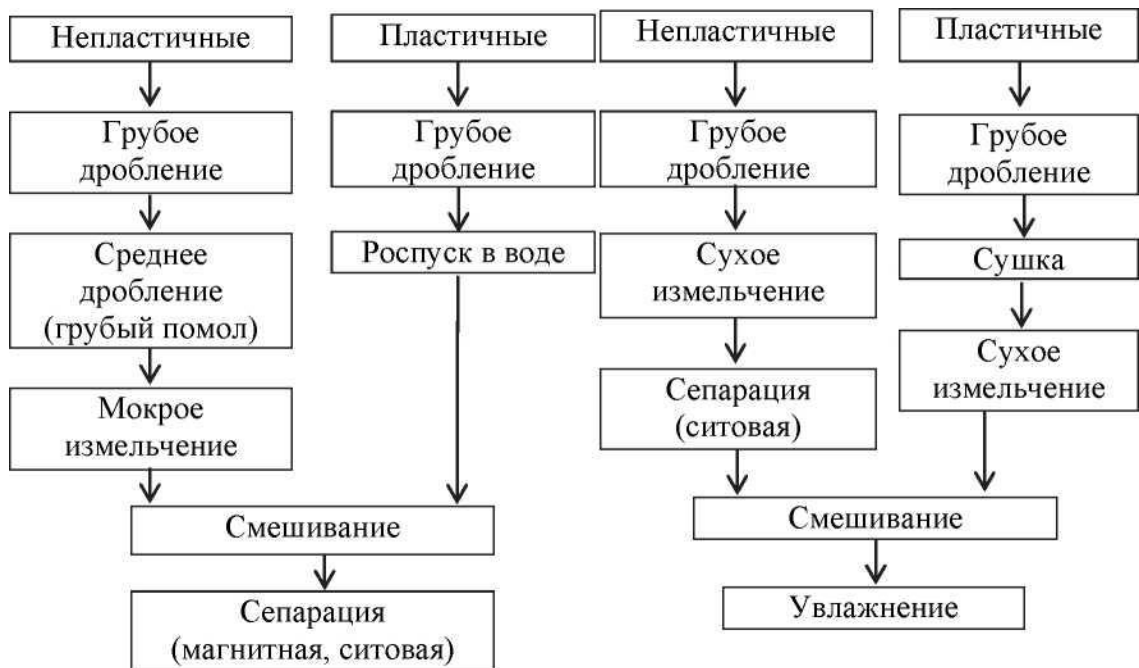 Непластичные
Грубое
дробление
Среднее
дробление
(грубый помол)
Мокрое
измельчение
Пластичные
Грубое
дробление
Роспуск в воде
Смешивание
Сепарация
(магнитная, ситовая)
Непластичные
Грубое
дробление
Сухое
измельчение
Сепарация
(ситовая)
Пластичные
Грубое
дробление
Сушка
Сухое
измельчение
Смешивание
Увлажнение